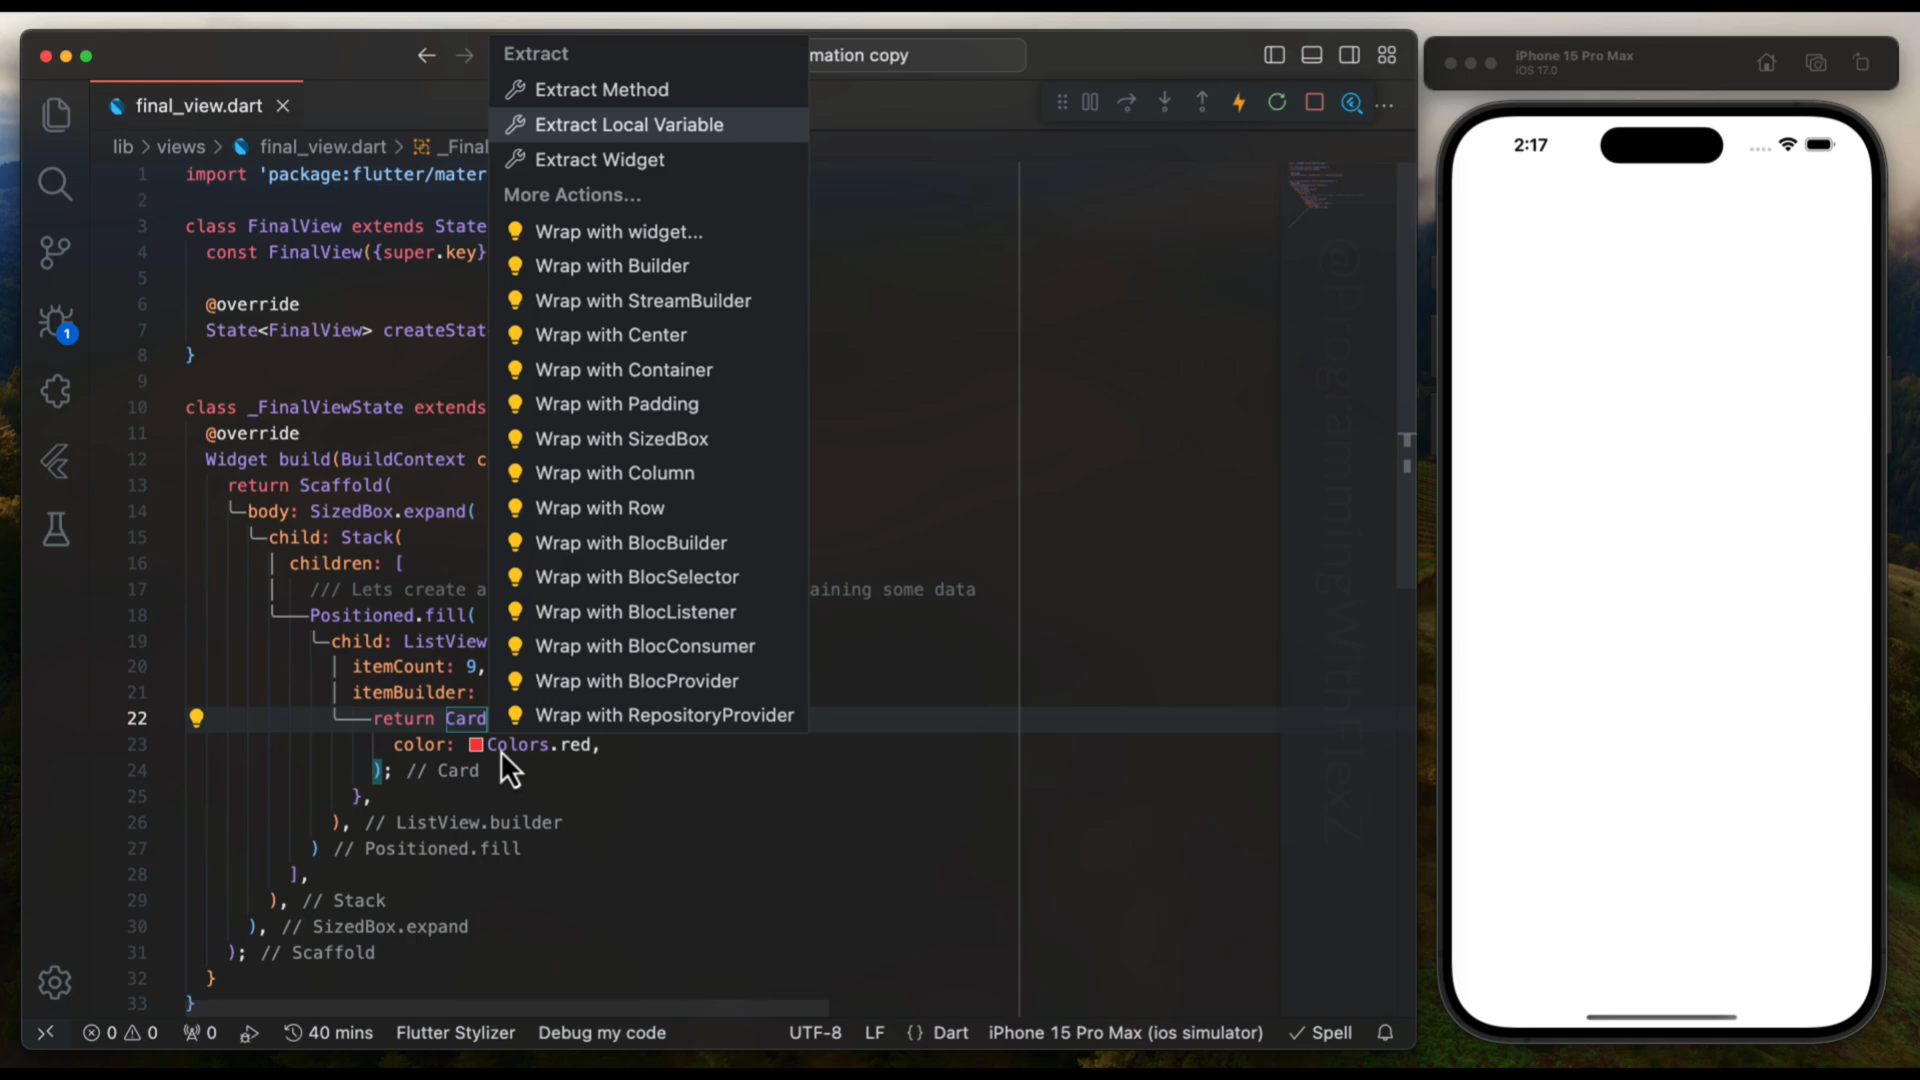 mation copy
final_view.dart
lib > views > final_view.dart > _Final
1 import 'package:flutter/mater
2
3 class FinalView extends State
4 const FinalView({super.key}
5
6 @override
7 State<FinalView> createStat
8 }
9
10 class _FinalViewState extends
11 @override
12 Widget build(BuildContext c
13 return Scaffold(
14 body: SizedBox.expand(
15 child: Stack(
16 children: [
17 /// Lets create a aining some data
18 Positioned.fill(
19 child: ListView
20 itemCount: 9,
21 itemBuilder:
22 return Card
23 color: Colors.red,
24 ); // Card
25 },
26 ), // ListView.builder
27 ) // Positioned.fill
28 ],
29 ), // Stack
30 ), // SizedBox.expand
31 ); // Scaffold
32 }
33 }
Extract
Extract Method
Extract Local Variable
Extract Widget
More Actions...
Wrap with widget...
Wrap with Builder
Wrap with StreamBuilder
Wrap with Center
Wrap with Container
Wrap with Padding
Wrap with SizedBox
Wrap with Column
Wrap with Row
Wrap with BlocBuilder
Wrap with BlocSelector
Wrap with BlocListener
Wrap with BlocConsumer
Wrap with BlocProvider
Wrap with RepositoryProvider
1
@ProgrammingWithFlexZ
0 0 0 40 mins Flutter Stylizer Debug my code UTF-8 LF {} Dart iPhone 15 Pro Max (ios simulator) Spell
iPhone 15 Pro Max
iOS 17.0
2:17